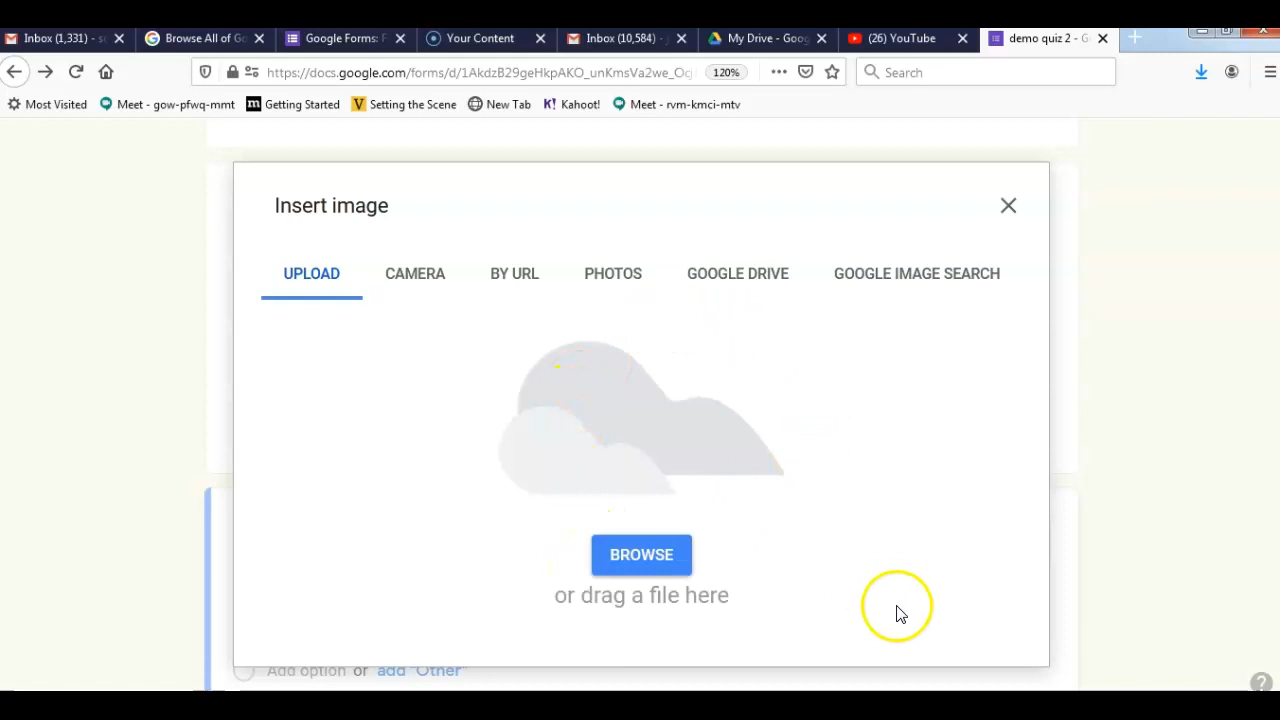 Inbox (1,331) - s
Browse All of Go
Google Forms: F
Your Content
Inbox (10,584) - j
My Drive - Goog
(26) YouTube
demo quiz 2 - G
https://docs.google.com/forms/d/1AkdzB29geHkpAKO_unKmsVa2we_Oc
120%
Search
Most Visited
Meet - gow-pfwq-mmt
Getting Started
Setting the Scene
New Tab
Kahoot!
Meet - rvm-kmci-mtv
Insert image
UPLOAD
CAMERA
BY URL
PHOTOS
GOOGLE DRIVE
GOOGLE IMAGE SEARCH
BROWSE
or drag a file here
Add option or add "Other"